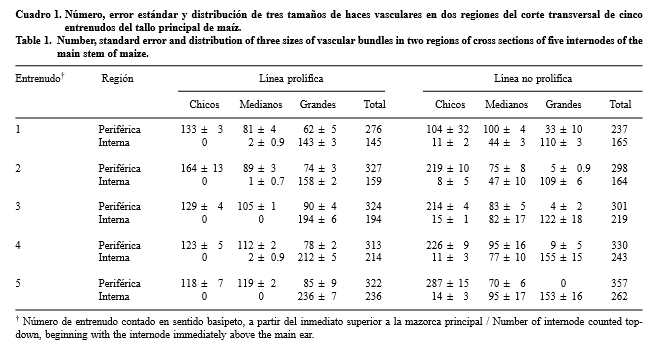 Cuadro 1. Número, error estándar y distribución de tres tamaños de haces vasculares en dos regiones del corte transversal de cinco
entrenudos del tallo principal de maíz.
Table 1. Number, standard error and distribution of three sizes of vascular bundles in two regions of cross sections of five internodes of the
main stem of maize.
Entrenudo† Región Línea prolífica Línea no prolífica
Chicos Medianos Grandes Total Chicos Medianos Grandes Total
1 Periférica 133 ± 3 81 ± 4 62 ± 5 276 104 ± 32 100 ± 4 33 ± 10 237
Interna 0 2 ± 0.9 143 ± 3 145 11 ± 2 44 ± 3 110 ± 3 165
2 Periférica 164 ± 13 89 ± 3 74 ± 3 327 219 ± 10 75 ± 8 5 ± 0.9 298
Interna 0 1 ± 0.7 158 ± 2 159 8 ± 5 47 ± 10 109 ± 6 164
3 Periférica 129 ± 4 105 ± 1 90 ± 4 324 214 ± 4 83 ± 5 4 ± 2 301
Interna 0 0 194 ± 6 194 15 ± 1 82 ± 17 122 ± 18 219
4 Periférica 123 ± 5 112 ± 2 78 ± 2 313 226 ± 9 95 ± 16 9 ± 5 330
Interna 0 2 ± 0.9 212 ± 5 214 11 ± 3 77 ± 10 155 ± 15 243
5 Periférica 118 ± 7 119 ± 2 85 ± 9 322 287 ± 15 70 ± 6 0 357
Interna 0 0 236 ± 7 236 14 ± 3 95 ± 17 153 ± 16 262
† Número de entrenudo contado en sentido basípeto, a partir del inmediato superior a la mazorca principal / Number of internode counted top-
down, beginning with the internode immediately above the main ear.